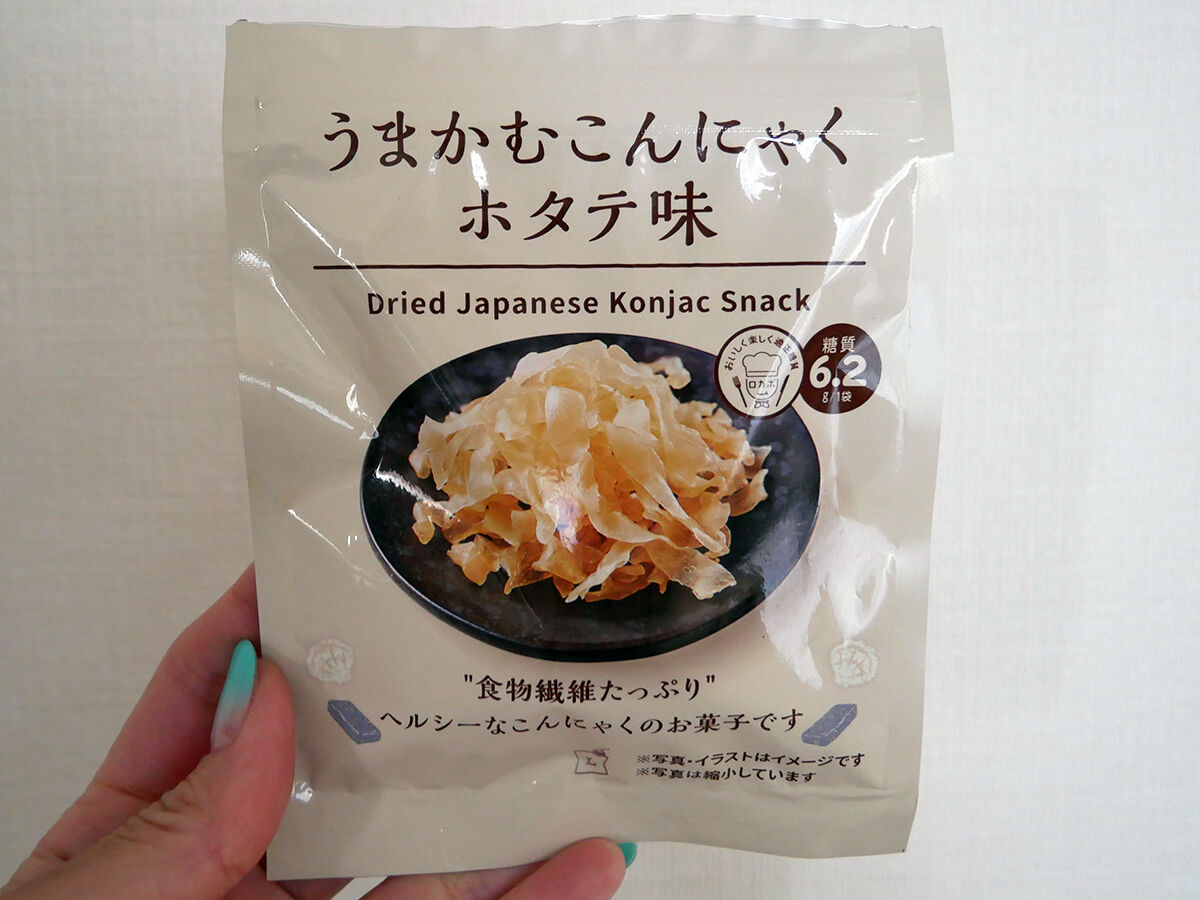 うまかむこんにゃく
ホタテ味
Dried Japanese Konjac Snack
おいしく楽しく適正糖質
ロカボ
糖質
6.2
g/1袋
"食物繊維たっぷり"
ヘルシーなこんにゃくのお菓子です
L
※写真・イラストはイメージです
※写真は縮小しています